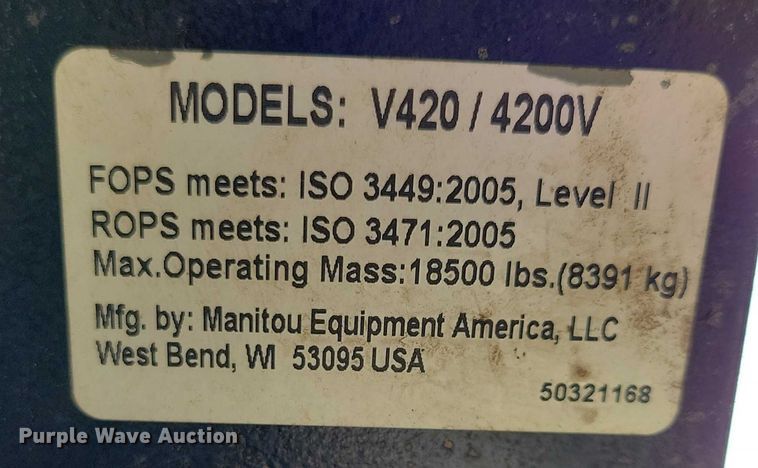 MODELS: V420 / 4200V
FOPS meets: ISO 3449:2005, Level II
ROPS meets: ISO 3471:2005
Max.Operating Mass:18500 lbs.(8391 kg)
Mfg. by: Manitou Equipment America, LLC
West Bend, WI 53095 USA
50321168
Purple Wave Auction